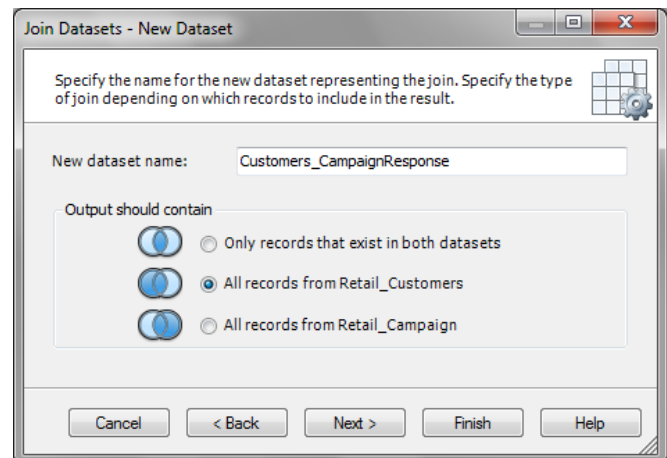 Join Datasets - New Dataset
Specify the name for the new dataset representing the join. Specify the type
of join depending on which records to include in the result.
New dataset name:
Customers_CampaignResponse
Output should contain
Only records that exist in both datasets
All records from Retail_Customers
All records from Retail_Campaign
Cancel
< Back
Next >
Finish
Help